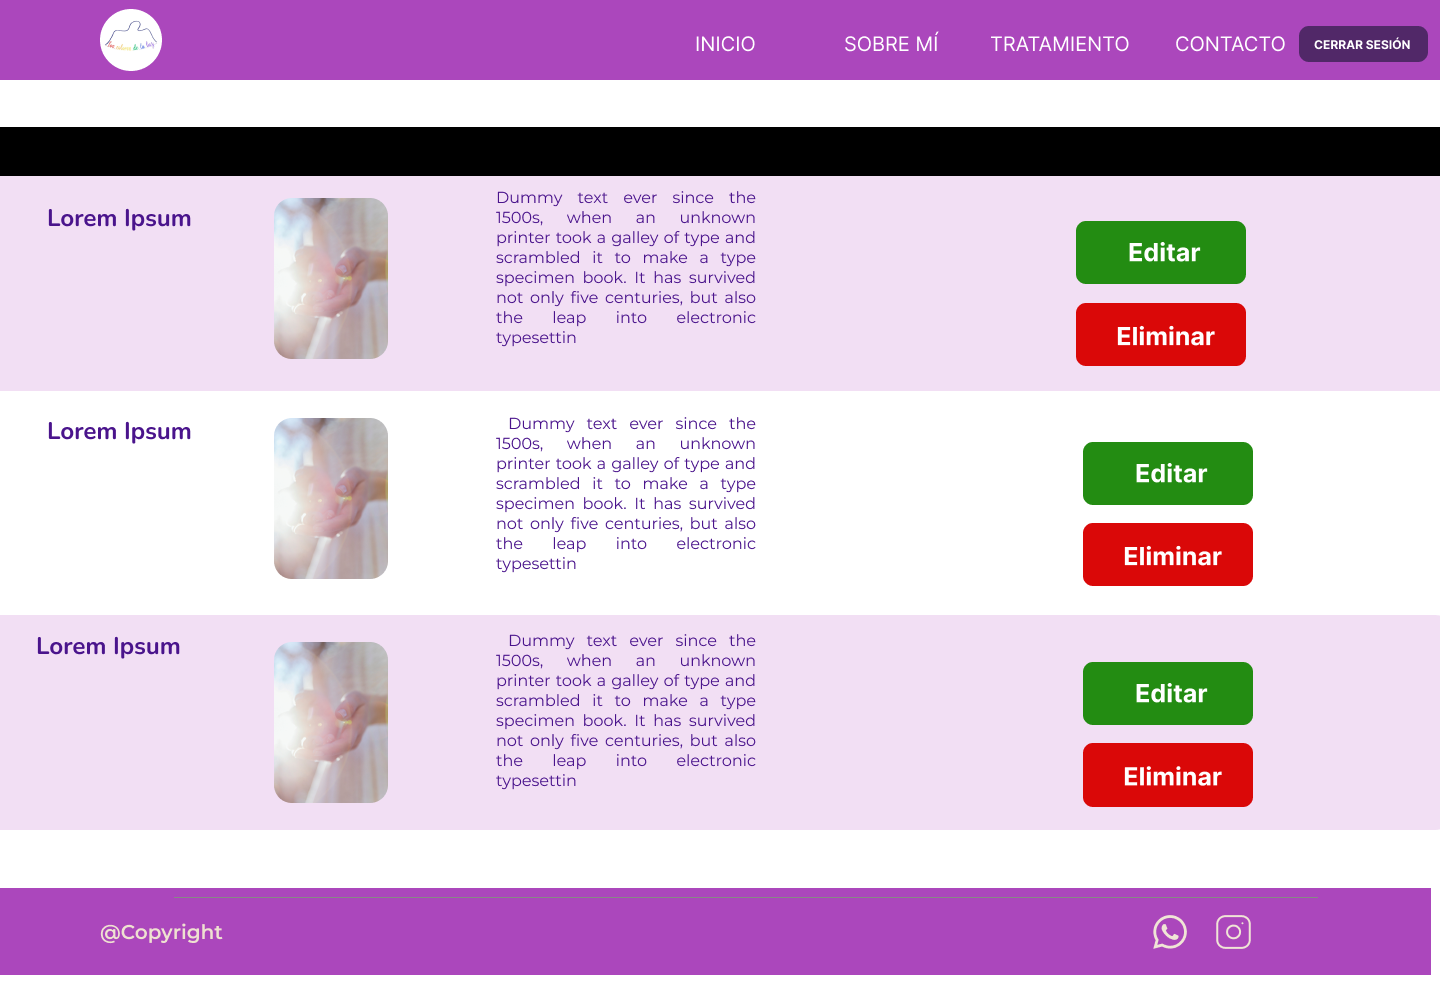 los colores de la luz
INICIO
SOBRE MÍ
TRATAMIENTO
CONTACTO
CERRAR SESIÓN
Lorem Ipsum
Dummy text ever since the
1500s, when an unknown
printer took a galley of type and
scrambled it to make a type
specimen book. It has survived
not only five centuries, but also
the leap into electronic
typesettin
Editar
Eliminar
Lorem Ipsum
Dummy text ever since the
1500s, when an unknown
printer took a galley of type and
scrambled it to make a type
specimen book. It has survived
not only five centuries, but also
the leap into electronic
typesettin
Editar
Eliminar
Lorem Ipsum
Dummy text ever since the
1500s, when an unknown
printer took a galley of type and
scrambled it to make a type
specimen book. It has survived
not only five centuries, but also
the leap into electronic
typesettin
Editar
Eliminar
@Copyright